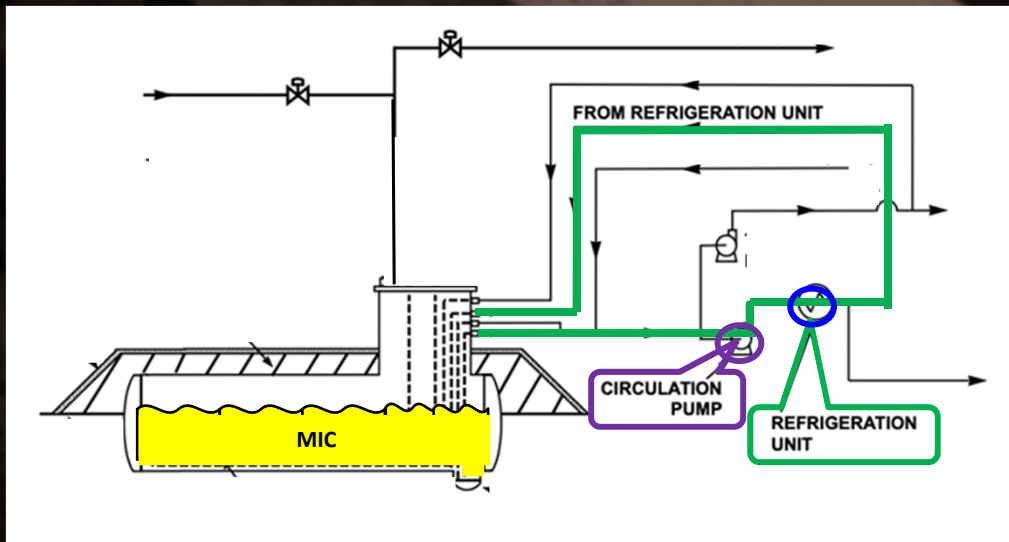 FROM REFRIGERATION UNIT
CIRCULATION
PUMP
REFRIGERATION
UNIT
MIC